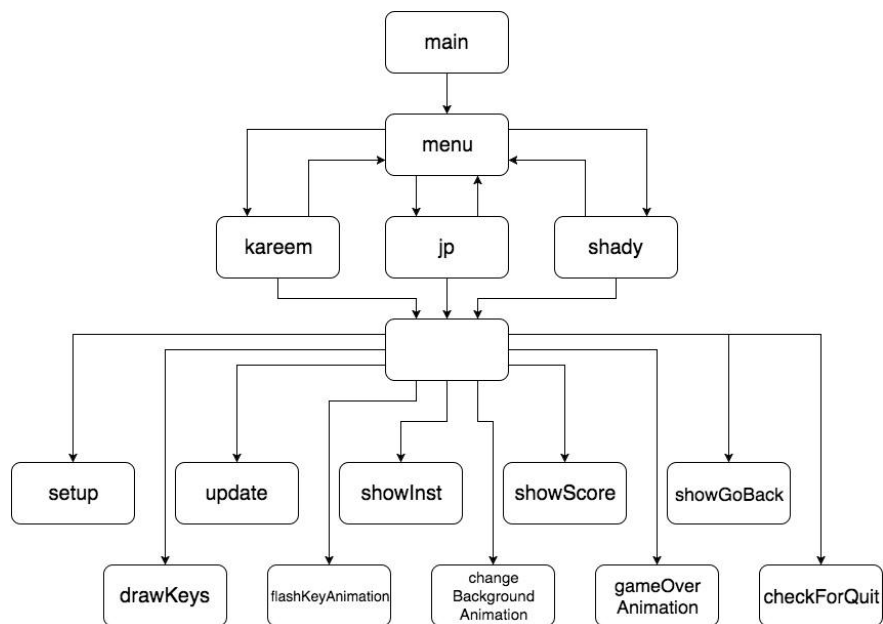 main
menu
kareem
jp
shady
setup
update
showInst
showScore
showGoBack
drawKeys
flashKeyAnimation
change
Background
Animation
gameOver
Animation
checkForQuit